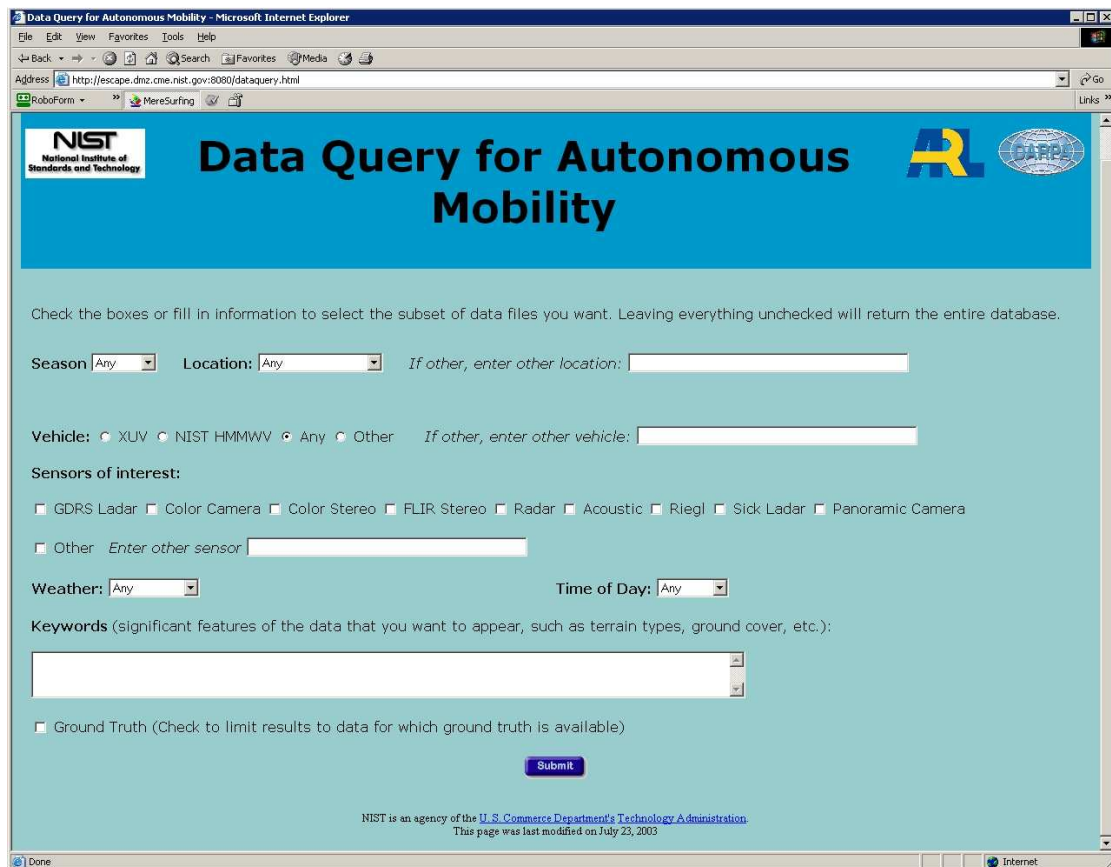 Data Query for Autonomous Mobility - Microsoft Internet Explorer
File Edit View Favorites Tools Help
Back Search Favorites Media
Address http://escape.dmz.cme.nist.gov:8080/dataquery.html Go
RoboForm » MereSurfing Links »
NIST
National Institute of
Standards and Technology
Data Query for Autonomous
Mobility
ARL
DARPA
Check the boxes or fill in information to select the subset of data files you want. Leaving everything unchecked will return the entire database.
Season Any Location: Any If other, enter other location:
Vehicle: XUV NIST HMMWV Any Other If other, enter other vehicle:
Sensors of interest:
GDRS Ladar Color Camera Color Stereo FLIR Stereo Radar Acoustic Riegl Sick Ladar Panoramic Camera
Other Enter other sensor
Weather: Any Time of Day: Any
Keywords (significant features of the data that you want to appear, such as terrain types, ground cover, etc.):
Ground Truth (Check to limit results to data for which ground truth is available)
Submit
NIST is an agency of the U. S. Commerce Department's Technology Administration.
This page was last modified on July 23, 2003
Done Internet